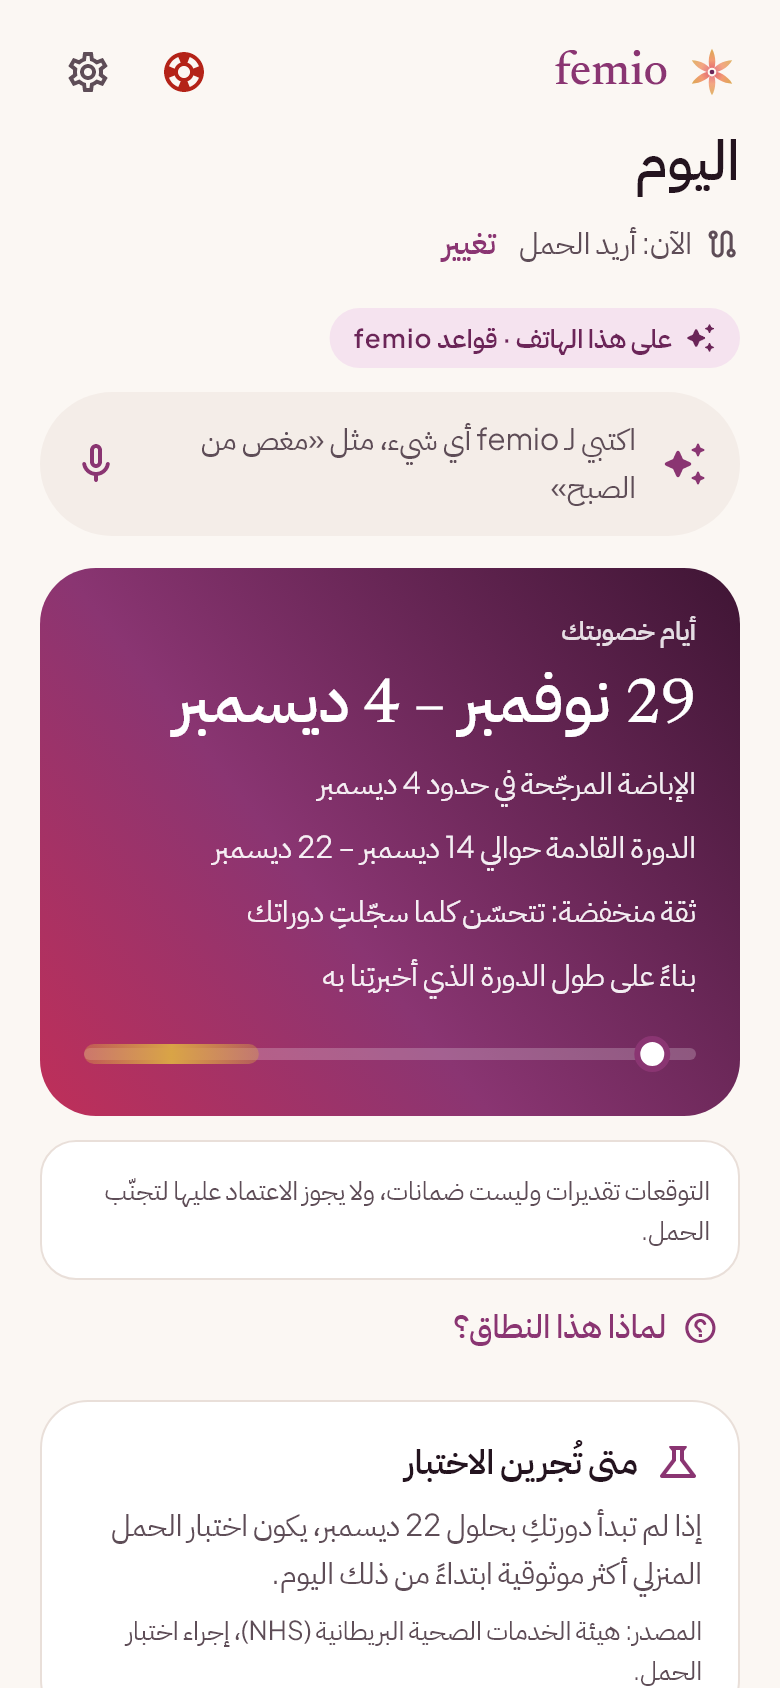 femio
اليوم
الآن: أريد الحمل تغيير
على هذا الهاتف · قواعد femio
اكتبي لـ femio أي شيء، مثل «مغص من
الصبح»
أيام خصوبتك
29 نوفمبر – 4 ديسمبر
الإباضة المرجّحة في حدود 4 ديسمبر
الدورة القادمة حوالي 14 ديسمبر – 22 ديسمبر
ثقة منخفضة: تتحسّن كلما سجّلتِ دوراتك
بناءً على طول الدورة الذي أخبرتِنا به
التوقعات تقديرات وليست ضمانات، ولا يجوز الاعتماد عليها لتجنّب
الحمل.
لماذا هذا النطاق؟
متى تُجرين الاختبار
إذا لم تبدأ دورتكِ بحلول 22 ديسمبر، يكون اختبار الحمل
المنزلي أكثر موثوقية ابتداءً من ذلك اليوم.
المصدر: هيئة الخدمات الصحية البريطانية (NHS)، إجراء اختبار
الحمل.